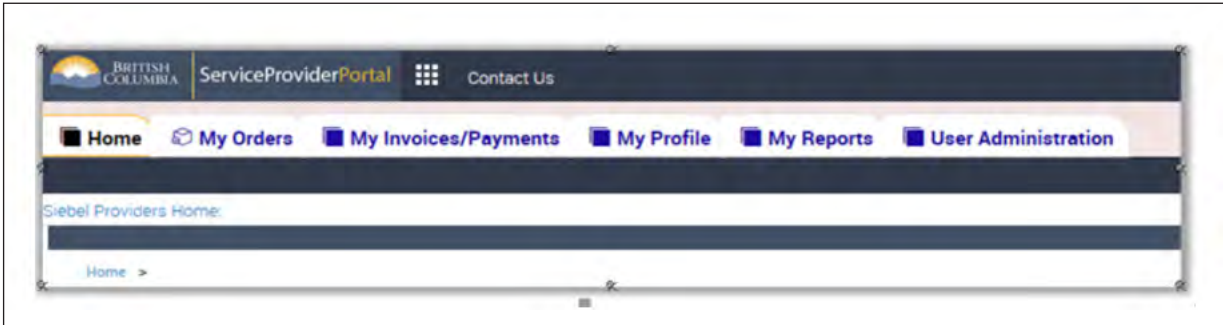 BRITISH COLUMBIA ServiceProviderPortal Contact Us
Home My Orders My Invoices/Payments My Profile My Reports User Administration
Siebel Providers Home:
Home >